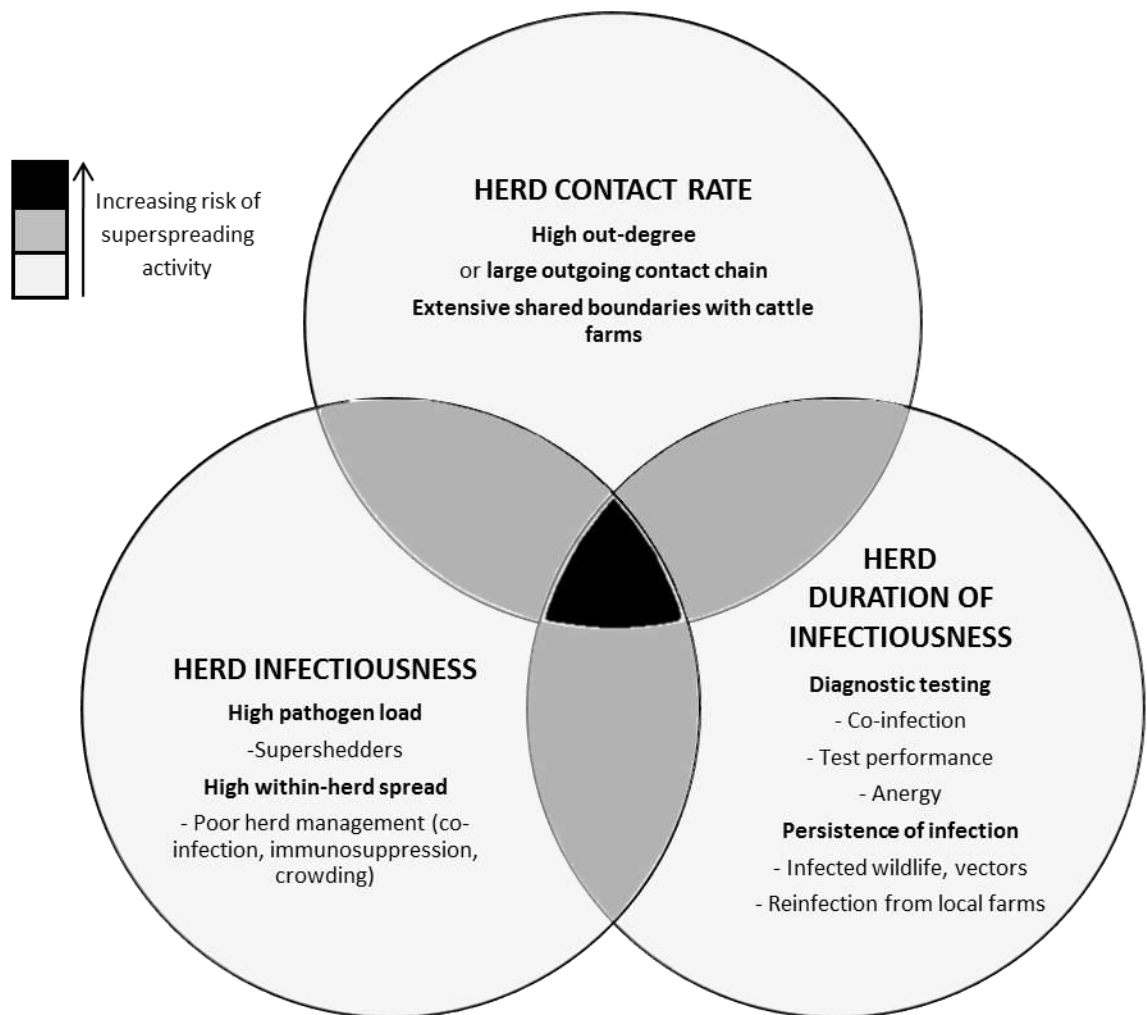 Increasing risk of
superspreading
activity
HERD CONTACT RATE
High out-degree
or large outgoing contact chain
Extensive shared boundaries with cattle
farms
HERD INFECTIOUSNESS
High pathogen load
-Supershedders
High within-herd spread
- Poor herd management (co-
infection, immunosuppression,
crowding)
HERD
DURATION OF
INFECTIOUSNESS
Diagnostic testing
- Co-infection
- Test performance
- Anergy
Persistence of infection
- Infected wildlife, vectors
- Reinfection from local farms